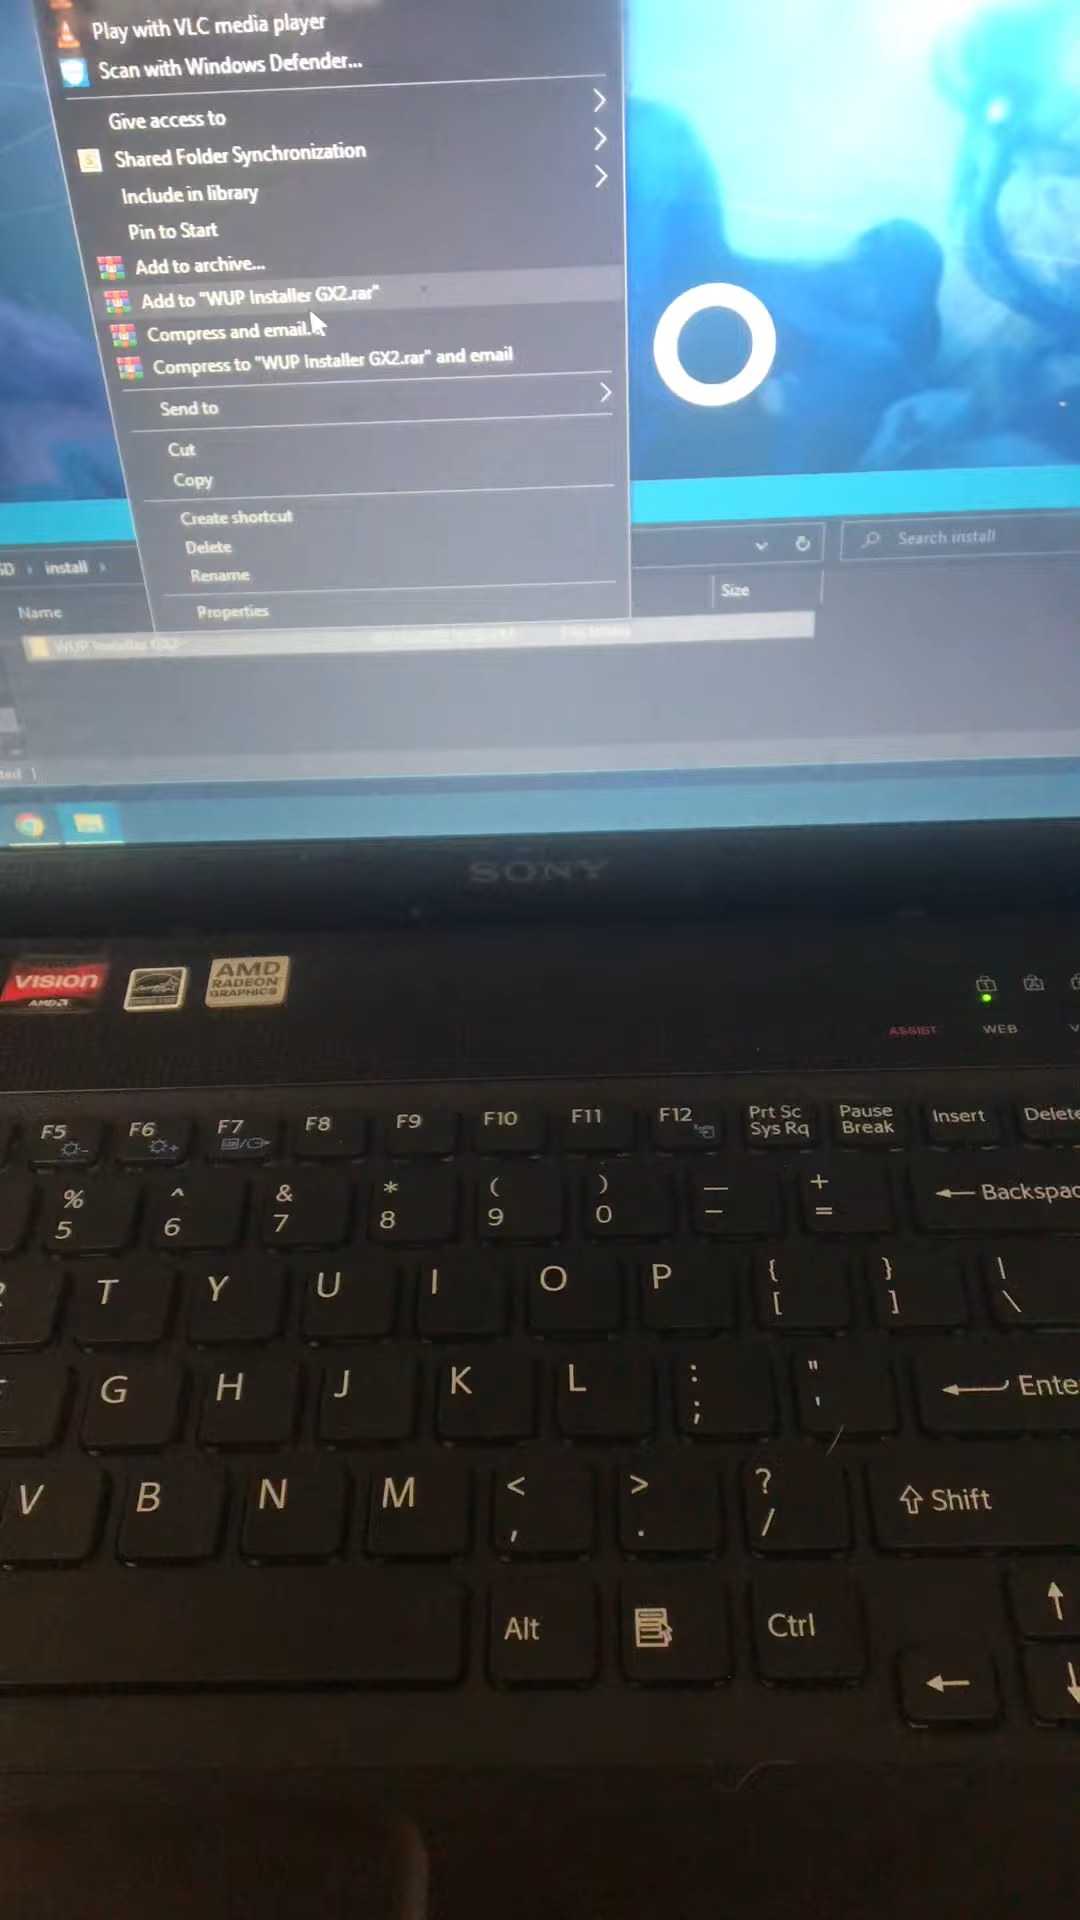 Play with VLC media player
Scan with Windows Defender...
Give access to
S
Shared Folder Synchronization
Include in library
Pin to Start
Add to archive...
Add to "WUP Installer GX2.rar"
Compress and email...
Compress to "WUP Installer GX2.rar" and email
Send to
Cut
Copy
Create shortcut
Delete
Rename
Properties
install
Search install
Name
Size
WUP Installer GX2
SONY
VISION
AMD
AMD
RADEON
GRAPHICS
ASSIST
WEB
F5
F6
F7
F8
F9
F10
F11
F12
Prt Sc
Sys Rq
Pause
Break
Insert
Delete
% 5
^ 6
& 7
* 8
( 9
) 0
— -
+ =
Backspac
T Y U I O P { [ } ] | \
G H J K L : ; " '
Ente
V B N M < , > . ? /
Shift
Alt
Ctrl